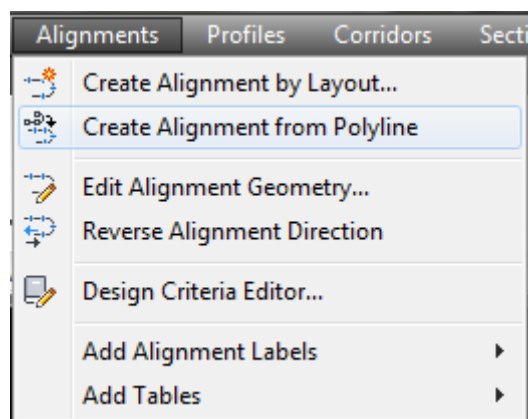 Alignments Profiles Corridors
Create Alignment by Layout...
Create Alignment from Polyline
Edit Alignment Geometry...
Reverse Alignment Direction
Design Criteria Editor...
Add Alignment Labels
Add Tables